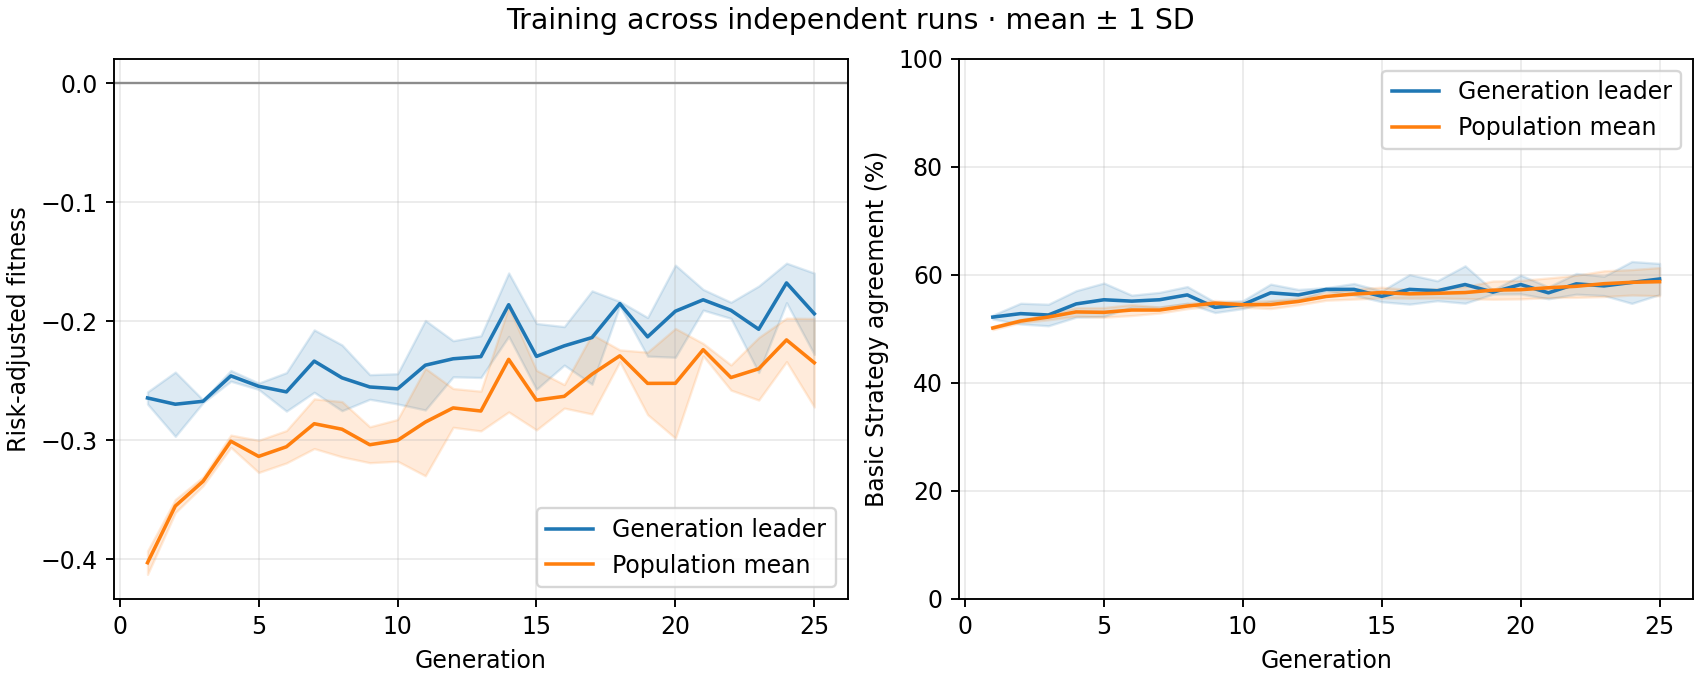 Training across independent runs · mean ± 1 SD
Risk-adjusted fitness
0.0
−0.1
−0.2
−0.3
−0.4
Generation leader
Population mean
0 5 10 15 20 25
Generation
Basic Strategy agreement (%)
100
80
60
40
20
0
Generation leader
Population mean
0 5 10 15 20 25
Generation